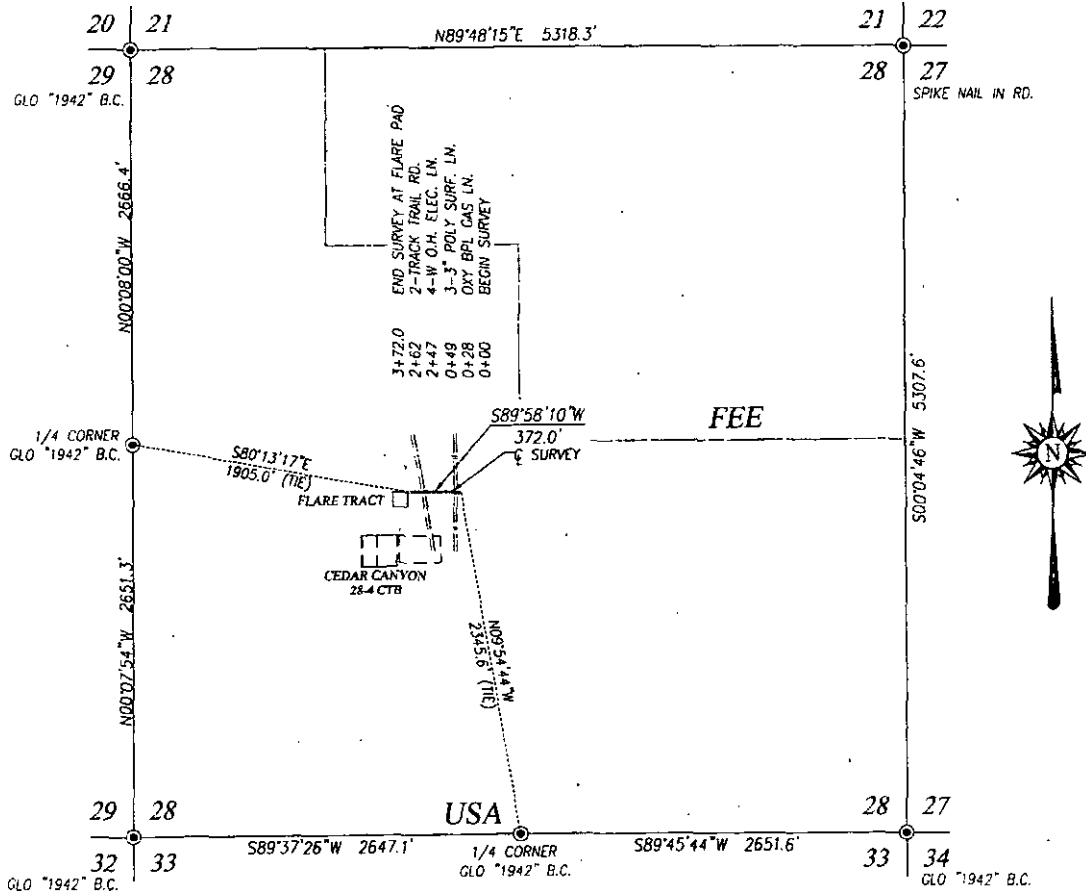 20 21
21 22
N89°48'15"E 5318.3'
29 28
28 27
GLO "1942" B.C.
SPIKE NAIL IN RD.
N00°08'00"W 2666.4'
3+72.0 END SURVEY AT FLARE PAD
2+62 2-TRACK TRAIL RD.
2+47 4-W O.H. ELEC. LN.
0+49 3-3" POLY SURF. LN.
0+28 OXY BPL GAS LN.
0+00 BEGIN SURVEY
S00°04'46"W 5307.6'
S89°58'10"W
372.0'
℄ SURVEY
FEE
1/4 CORNER
GLO "1942" B.C.
S80°13'17"E
1905.0' (TIE)
FLARE TRACT
N
CEDAR CANYON
28-4 CTB
N00°07'54"W 2651.3'
N09°54'44"W
2345.6' (TIE)
29 28
USA
28 27
S89°37'26"W 2647.1'
S89°45'44"W 2651.6'
32 33
1/4 CORNER
33 34
GLO "1942" B.C.
GLO "1942" B.C.
GLO "1942" B.C.